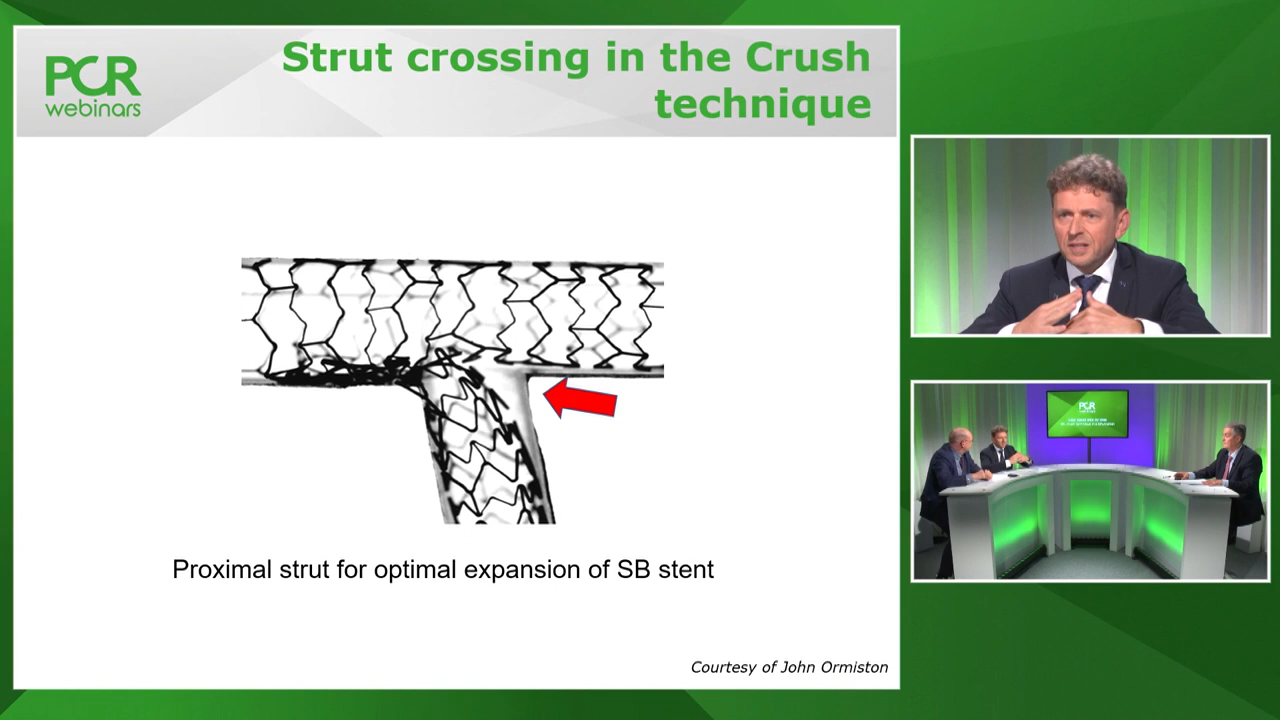 PCR
webinars
Strut crossing in the Crush
technique
Proximal strut for optimal expansion of SB stent
Courtesy of John Ormiston
PCR